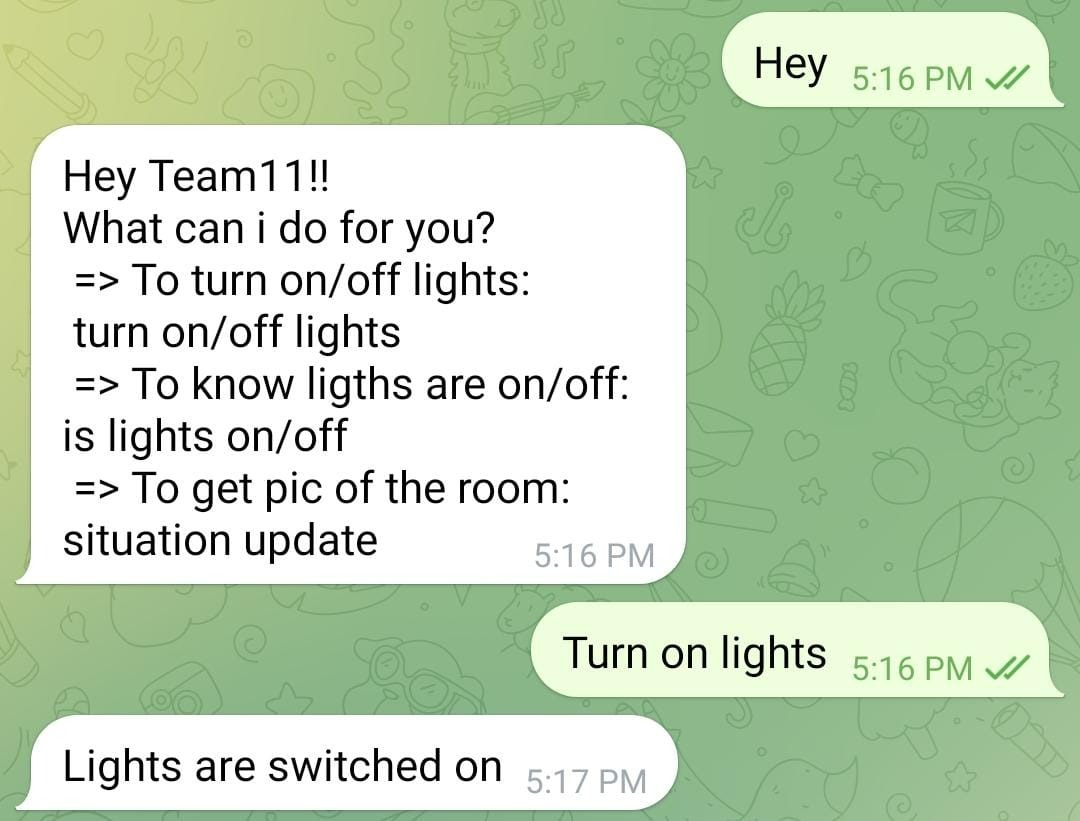 Hey 5:16 PM
Hey Team11!!
What can i do for you?
=> To turn on/off lights:
turn on/off lights
=> To know ligths are on/off:
is lights on/off
=> To get pic of the room:
situation update 5:16 PM
Turn on lights 5:16 PM
Lights are switched on 5:17 PM